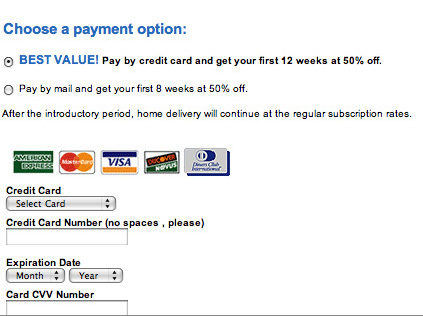 Choose a payment option:
BEST VALUE! Pay by credit card and get your first 12 weeks at 50% off.
Pay by mail and get your first 8 weeks at 50% off.
After the introductory period, home delivery will continue at the regular subscription rates.
AMERICAN EXPRESS MasterCard VISA DISCOVER NOVUS Diners Club International
Credit Card
Select Card
Credit Card Number (no spaces , please)
Expiration Date
Month Year
Card CVV Number